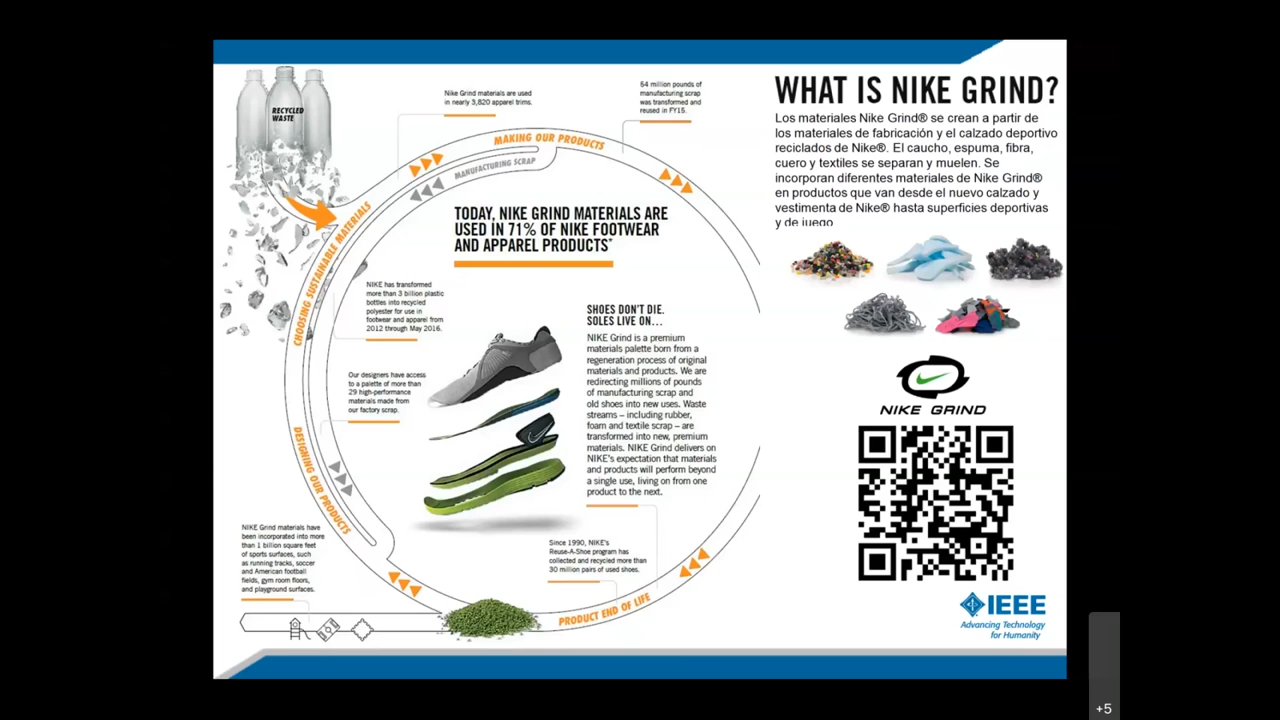 RECYCLED
WASTE
Nike Grind materials are used
in nearly 3,820 apparel trims.
64 million pounds of
manufacturing scrap
was transformed and
reused in FY15.
MAKING OUR PRODUCTS
MANUFACTURING SCRAP
CHOOSING SUSTAINABLE MATERIALS
TODAY, NIKE GRIND MATERIALS ARE
USED IN 71% OF NIKE FOOTWEAR
AND APPAREL PRODUCTS*
NIKE has transformed
more than 3 billion plastic
bottles into recycled
polyester for use in
footwear and apparel from
2012 through May 2016.
Our designers have access
to a palette of more than
29 high-performance
materials made from
our factory scrap.
SHOES DON'T DIE.
SOLES LIVE ON...
NIKE Grind is a premium
materials palette born from a
regeneration process of original
materials and products. We are
redirecting millions of pounds
of manufacturing scrap and
old shoes into new uses. Waste
streams – including rubber,
foam and textile scrap – are
transformed into new, premium
materials. NIKE Grind delivers on
NIKE's expectation that materials
and products will perform beyond
a single use, living on from one
product to the next.
DESIGNING OUR PRODUCTS
NIKE Grind materials have
been incorporated into more
than 1 billion square feet
of sports surfaces, such
as running tracks, soccer
and American football
fields, gym room floors,
and playground surfaces.
Since 1990, NIKE's
Reuse-A-Shoe program has
collected and recycled more than
30 million pairs of used shoes.
PRODUCT END OF LIFE
WHAT IS NIKE GRIND?
Los materiales Nike Grind® se crean a partir de
los materiales de fabricación y el calzado deportivo
reciclados de Nike®. El caucho, espuma, fibra,
cuero y textiles se separan y muelen. Se
incorporan diferentes materiales de Nike Grind®
en productos que van desde el nuevo calzado y
vestimenta de Nike® hasta superficies deportivas
y de juego
NIKE GRIND
IEEE
Advancing Technology
for Humanity
+5